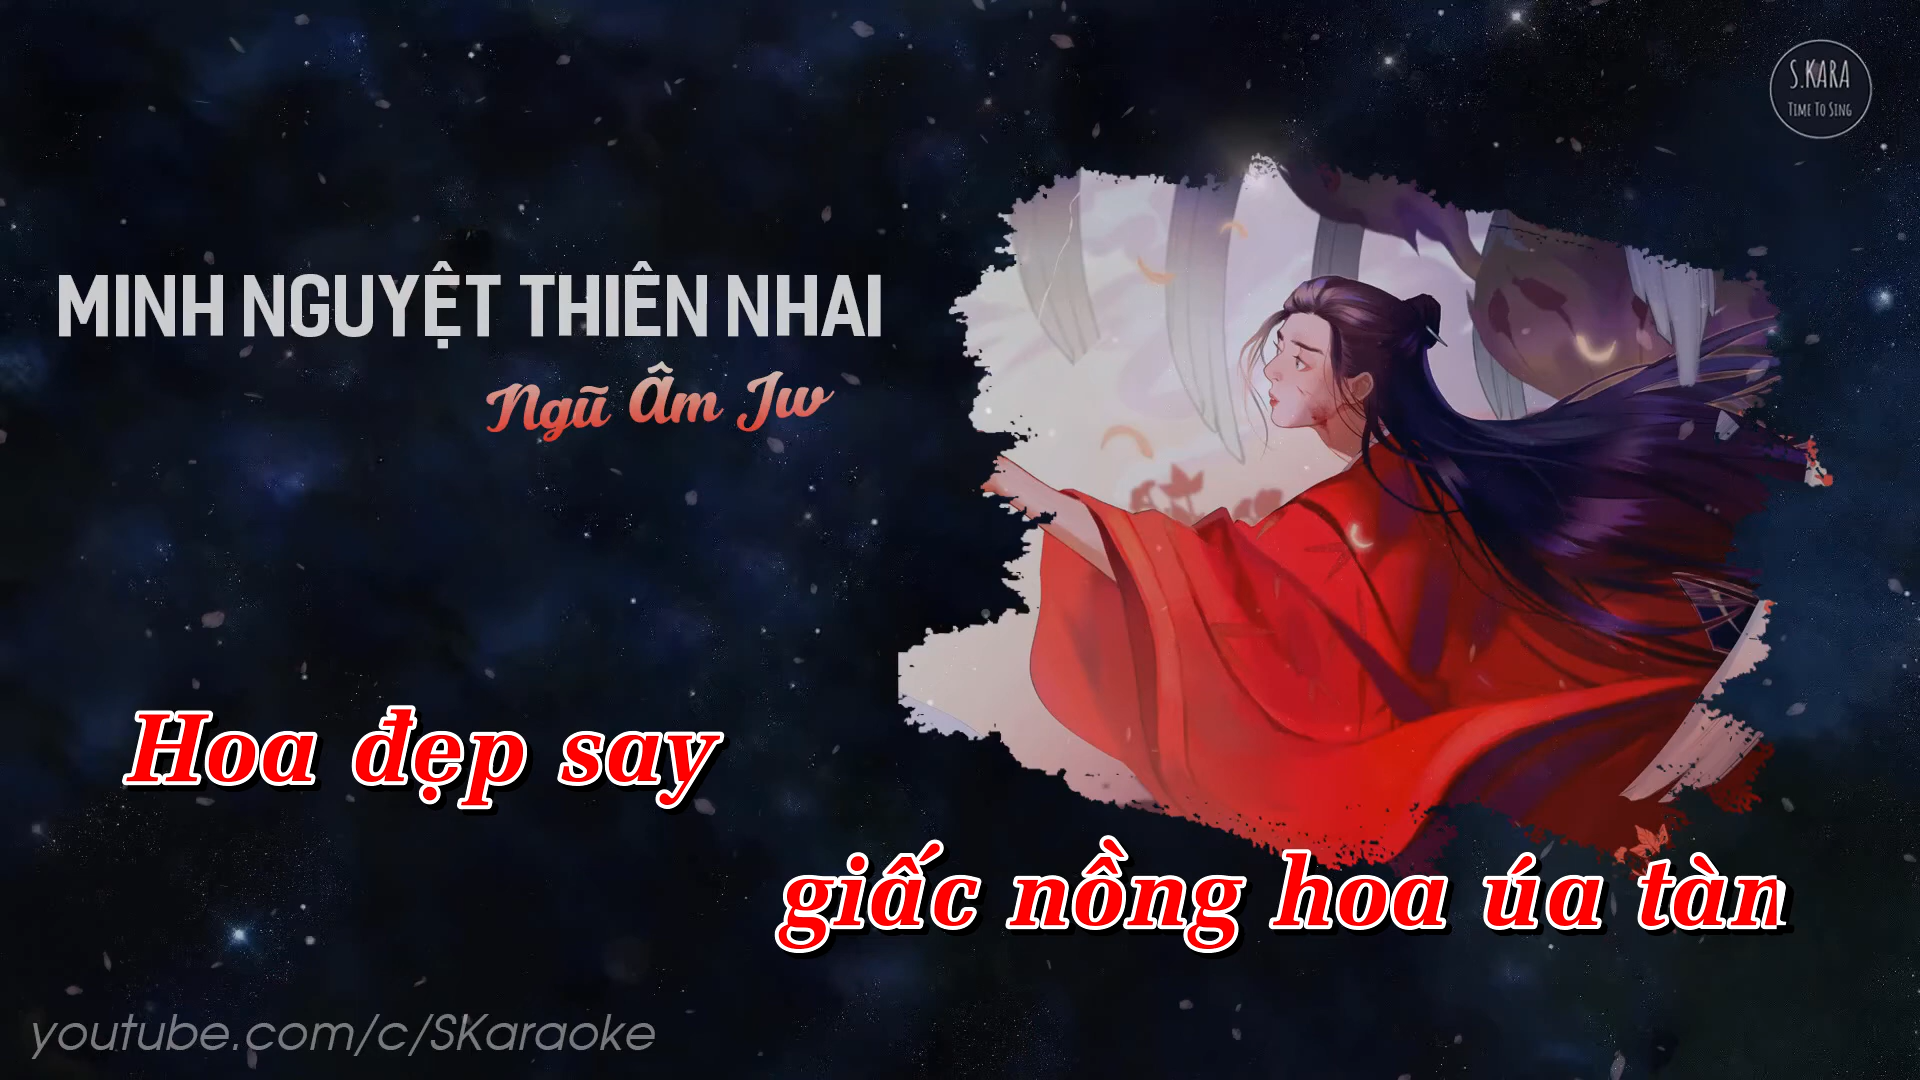 S.KARA
TIME TO SING
MINH NGUYỆT THIÊN NHAI
Ngũ Âm Jw
Hoa đẹp say
giấc nồng hoa úa tàn
youtube.com/c/SKaraoke